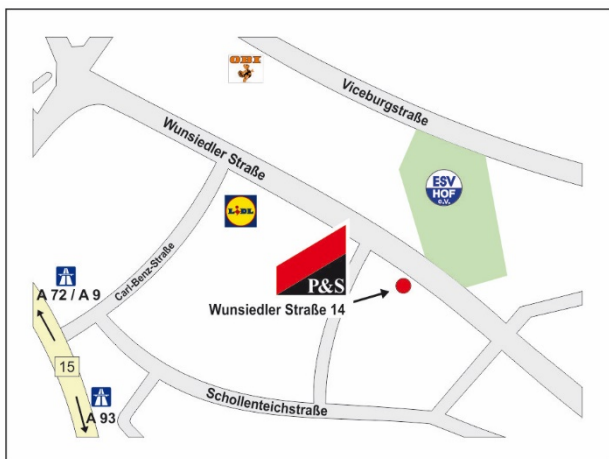 OBI
Viceburgstraße
Wunsiedler Straße
ESV
HOF
e.V.
LIDL
Carl-Benz-Straße
P&S
A 72 / A 9
Wunsiedler Straße 14
15
Schollenteichstraße
A 93